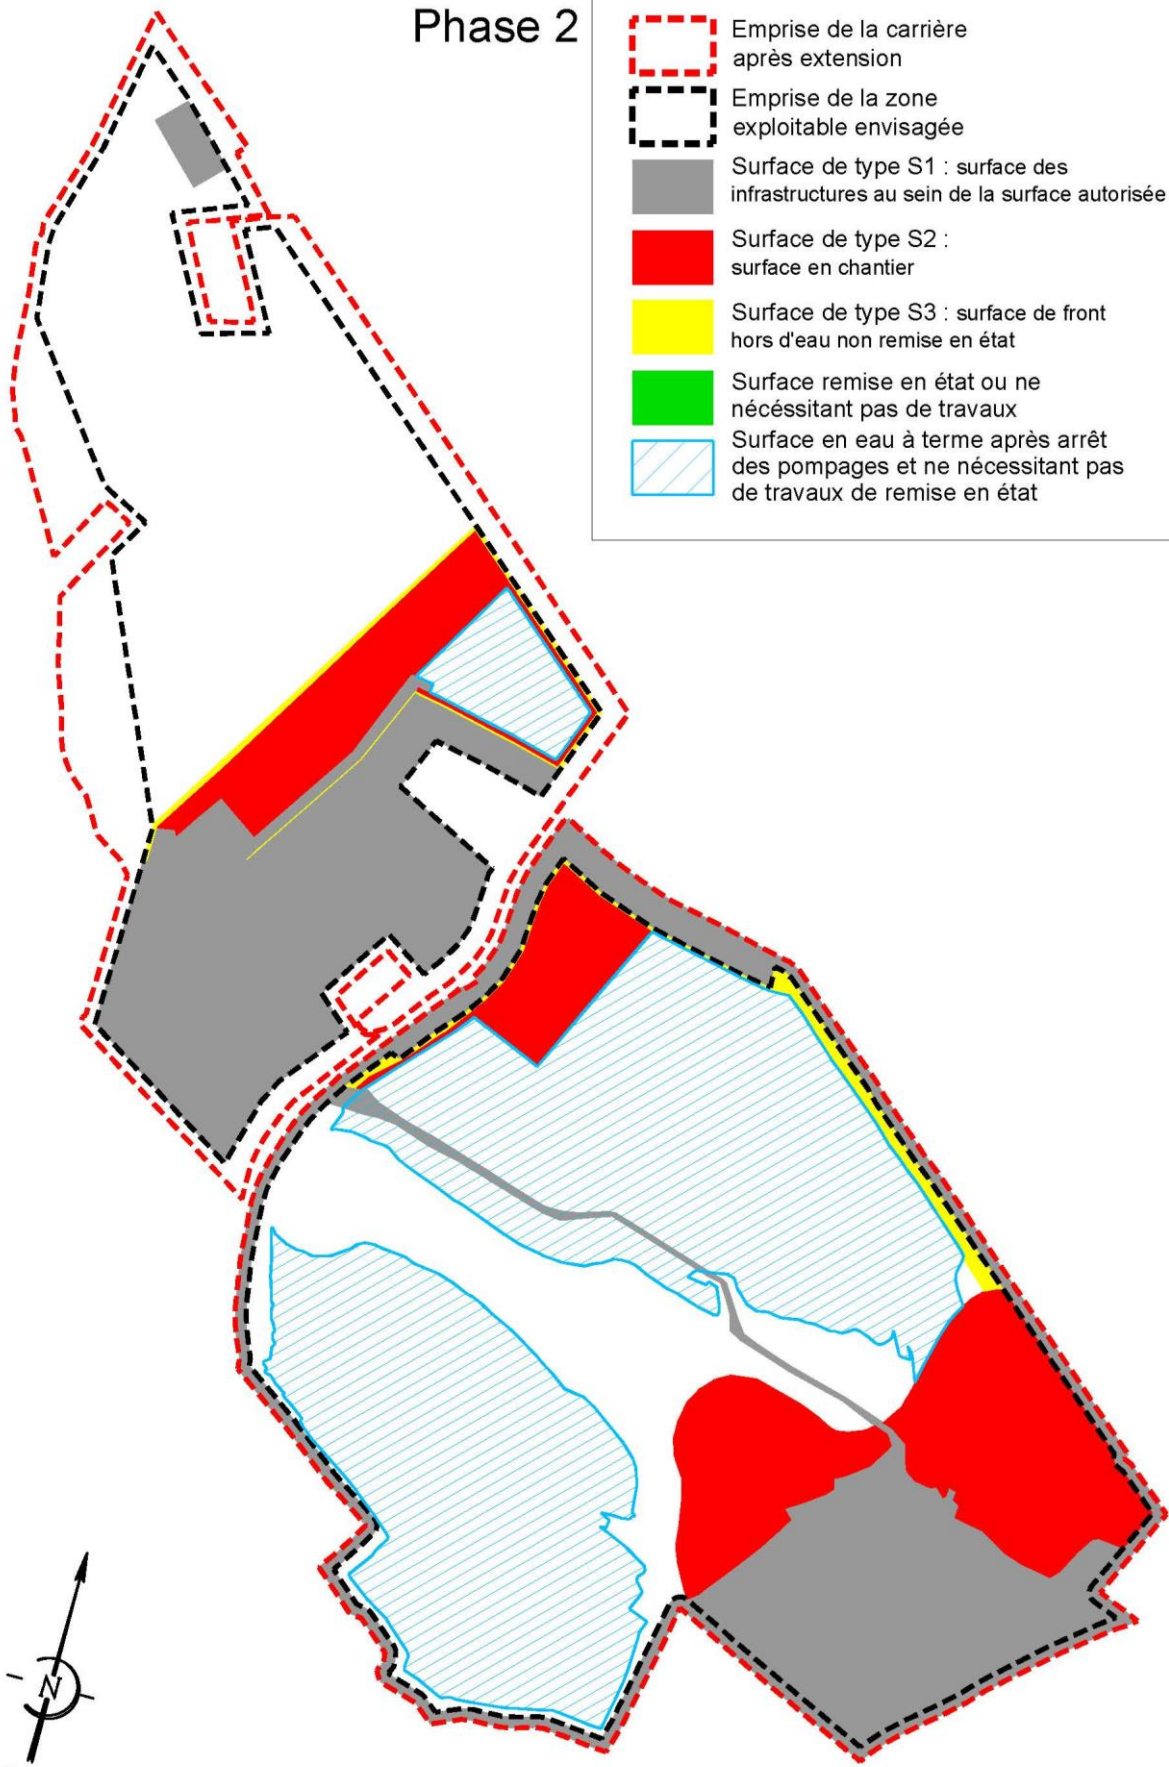 Phase 2
Emprise de la carrière
après extension
Emprise de la zone
exploitable envisagée
Surface de type S1 : surface des
infrastructures au sein de la surface autorisée
Surface de type S2 :
surface en chantier
Surface de type S3 : surface de front
hors d'eau non remise en état
Surface remise en état ou ne
nécéssitant pas de travaux
Surface en eau à terme après arrêt
des pompages et ne nécessitant pas
de travaux de remise en état
N